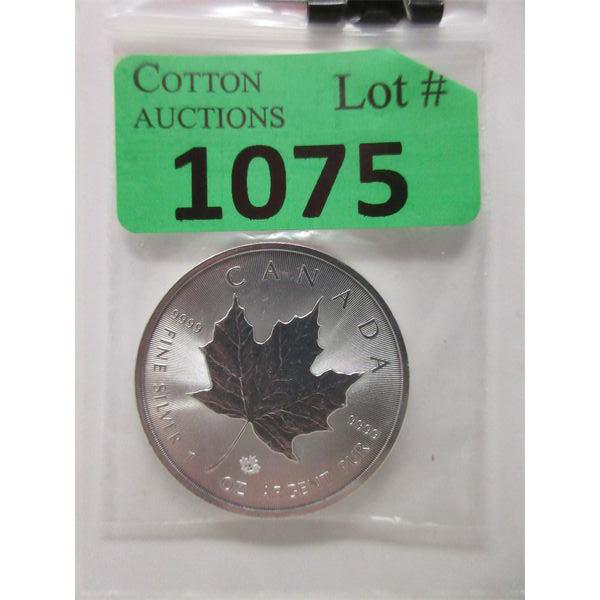 COTTON
AUCTIONS
Lot #
1075
CANADA
9999
9999
FINE SILVER 1 OZ ARGENT PUR